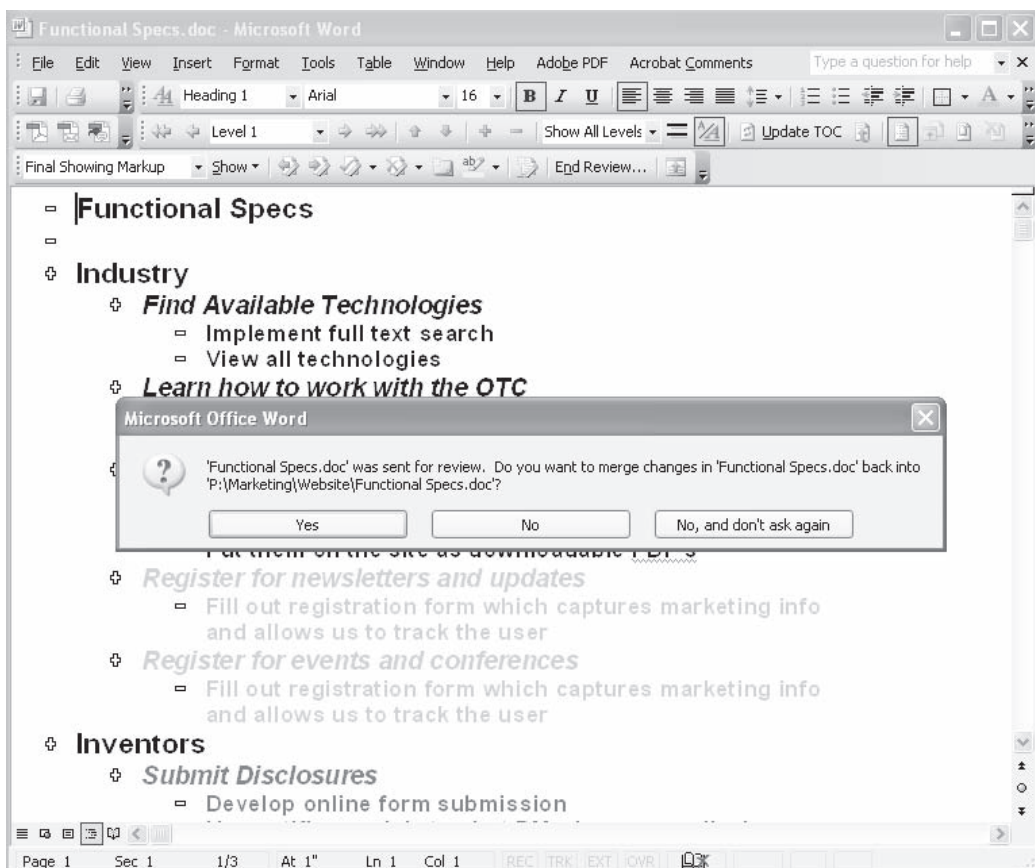 Functional Specs.doc - Microsoft Word
File Edit View Insert Format Tools Table Window Help Adobe PDF Acrobat Comments Type a question for help
Heading 1 Arial 16 B I U A
Level 1 Show All Levels Update TOC
Final Showing Markup Show End Review...
Functional Specs
Industry
Find Available Technologies
Implement full text search
View all technologies
Learn how to work with the OTC
Microsoft Office Word
'Functional Specs.doc' was sent for review. Do you want to merge changes in 'Functional Specs.doc' back into
'P:\Marketing\Website\Functional Specs.doc'?
Yes No No, and don't ask again
Put them on the site as downloadable PDF's
Register for newsletters and updates
Fill out registration form which captures marketing info
and allows us to track the user
Register for events and conferences
Fill out registration form which captures marketing info
and allows us to track the user
Inventors
Submit Disclosures
Develop online form submission
Page 1 Sec 1 1/3 At 1" Ln 1 Col 1 REC TRK EXT OVR